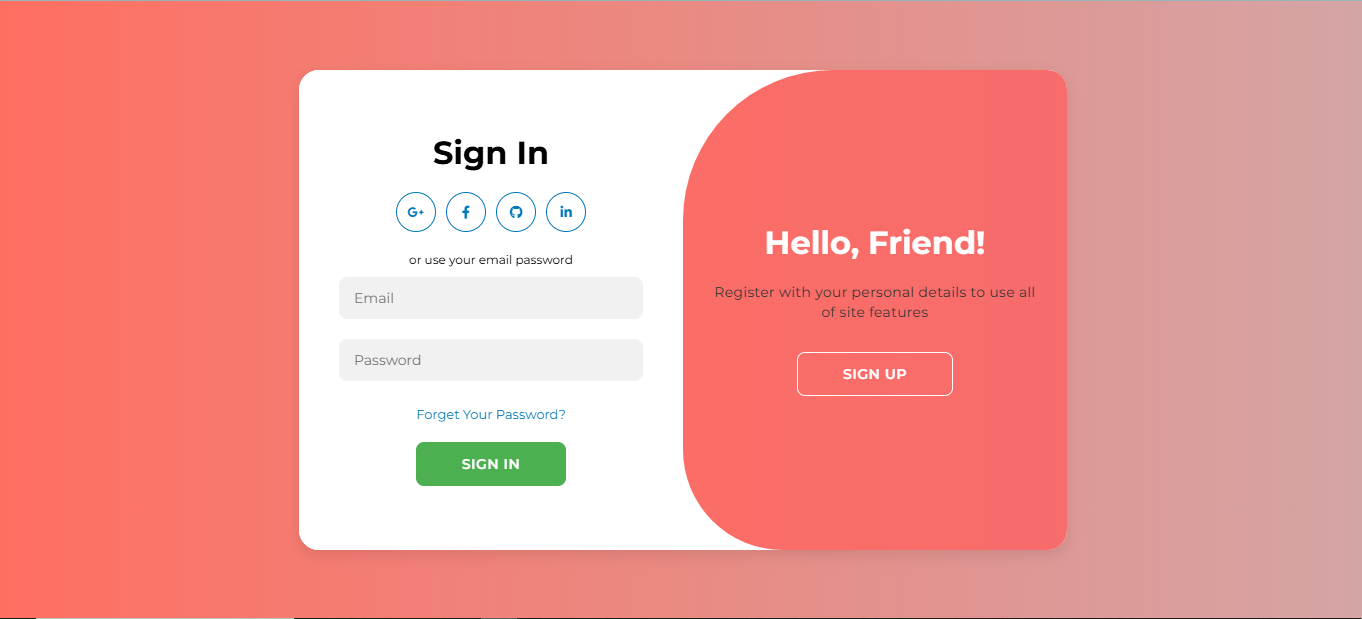 Sign In
G+
f
in
or use your email password
Email
Password
Forget Your Password?
SIGN IN
Hello, Friend!
Register with your personal details to use all
of site features
SIGN UP